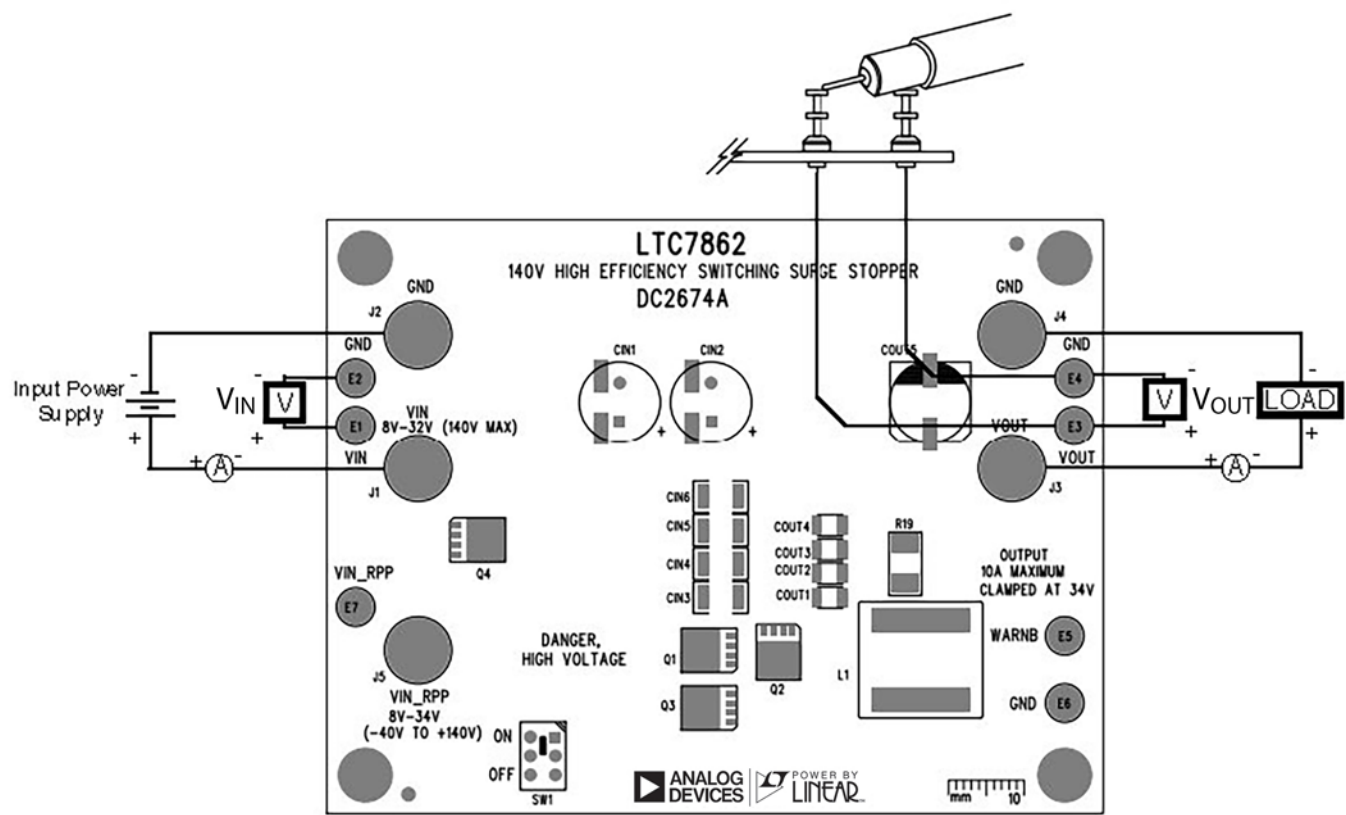 LTC7862
140V HIGH EFFICIENCY SWITCHING SURGE STOPPER
DC2674A
GND
J2
GND
E2
E1
VIN
8V-32V (140V MAX)
VIN
J1
Input Power
Supply
-
+
-
VIN
V
+
+
A
-
CIN1
CIN2
+
+
COUT5
GND
J4
GND
E4
E3
VOUT
VOUT
J3
-
V
VOUT
+
-
LOAD
+
+
A
-
Q4
CIN6
CIN5
CIN4
CIN3
COUT4
COUT3
COUT2
COUT1
R19
OUTPUT
10A MAXIMUM
CLAMPED AT 34V
VIN_RPP
E7
J5
VIN_RPP
8V-34V
(-40V TO +140V)
DANGER,
HIGH VOLTAGE
Q1
Q2
Q3
L1
WARNB
E5
GND
E6
ON
OFF
SW1
ANALOG
DEVICES
LT
POWER BY
LINEAR
mm
10